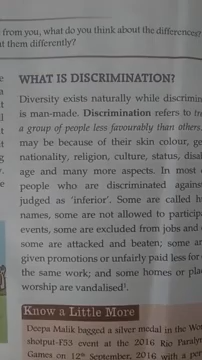 from you, what do you think about the differences?
t them differently?
WHAT IS DISCRIMINATION?
Diversity exists naturally while discrimin
is man-made. Discrimination refers to tre
a group of people less favourably than others.
may be because of their skin colour, ge
nationality, religion, culture, status, disal
age and many more aspects. In most
people who are discriminated agains
judged as 'inferior'. Some are called h
names, some are not allowed to particip
events, some are excluded from jobs and
some are attacked and beaten; some ar
given promotions or unfairly paid less for
the same work; and some homes or pla
worship are vandalised¹.
Know a Little More
Deepa Malik bagged a silver medal in the Wo
shotput-F53 event at the 2016 Rio Paraly
Games on 12th September, 2016 with a per